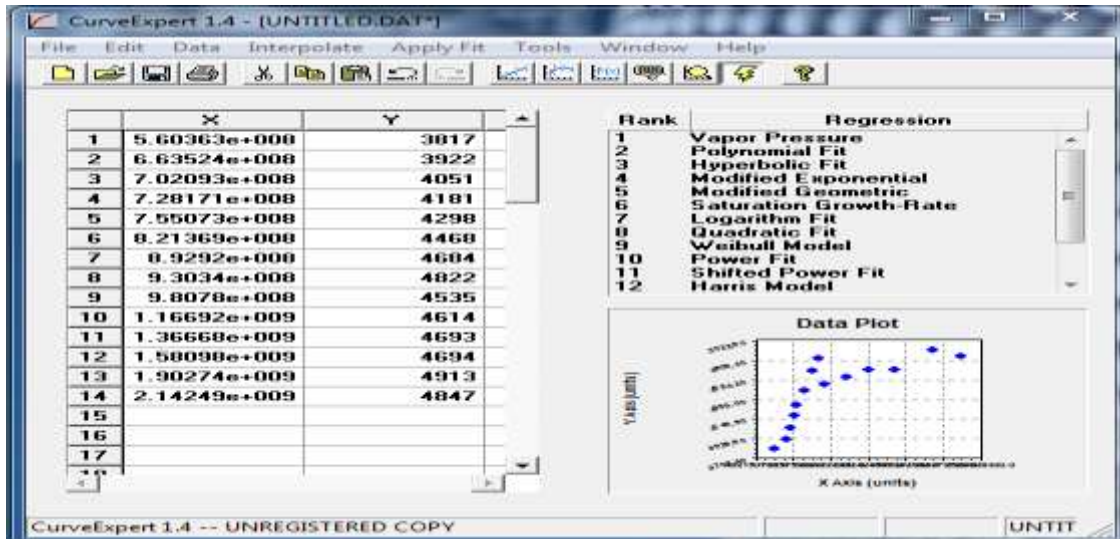 CurveExpert 1.4 - [UNTITLED.DAT*]
File Edit Data Interpolate Apply Fit Tools Window Help
X Y
1 5.60363e+008 3817
2 6.63524e+008 3922
3 7.02093e+008 4051
4 7.28171e+008 4181
5 7.55073e+008 4298
6 8.21369e+008 4468
7 8.9292e+008 4684
8 9.3034e+008 4822
9 9.8078e+008 4535
10 1.16692e+009 4614
11 1.36668e+009 4693
12 1.58098e+009 4694
13 1.90274e+009 4913
14 2.14249e+009 4847
15
16
17
Rank Regression
1 Vapor Pressure
2 Polynomial Fit
3 Hyperbolic Fit
4 Modified Exponential
5 Modified Geometric
6 Saturation Growth-Rate
7 Logarithm Fit
8 Quadratic Fit
9 Weibull Model
10 Power Fit
11 Shifted Power Fit
12 Harris Model
Data Plot
Y Axis (units)
X Axis (units)
CurveExpert 1.4 -- UNREGISTERED COPY
UNTIT